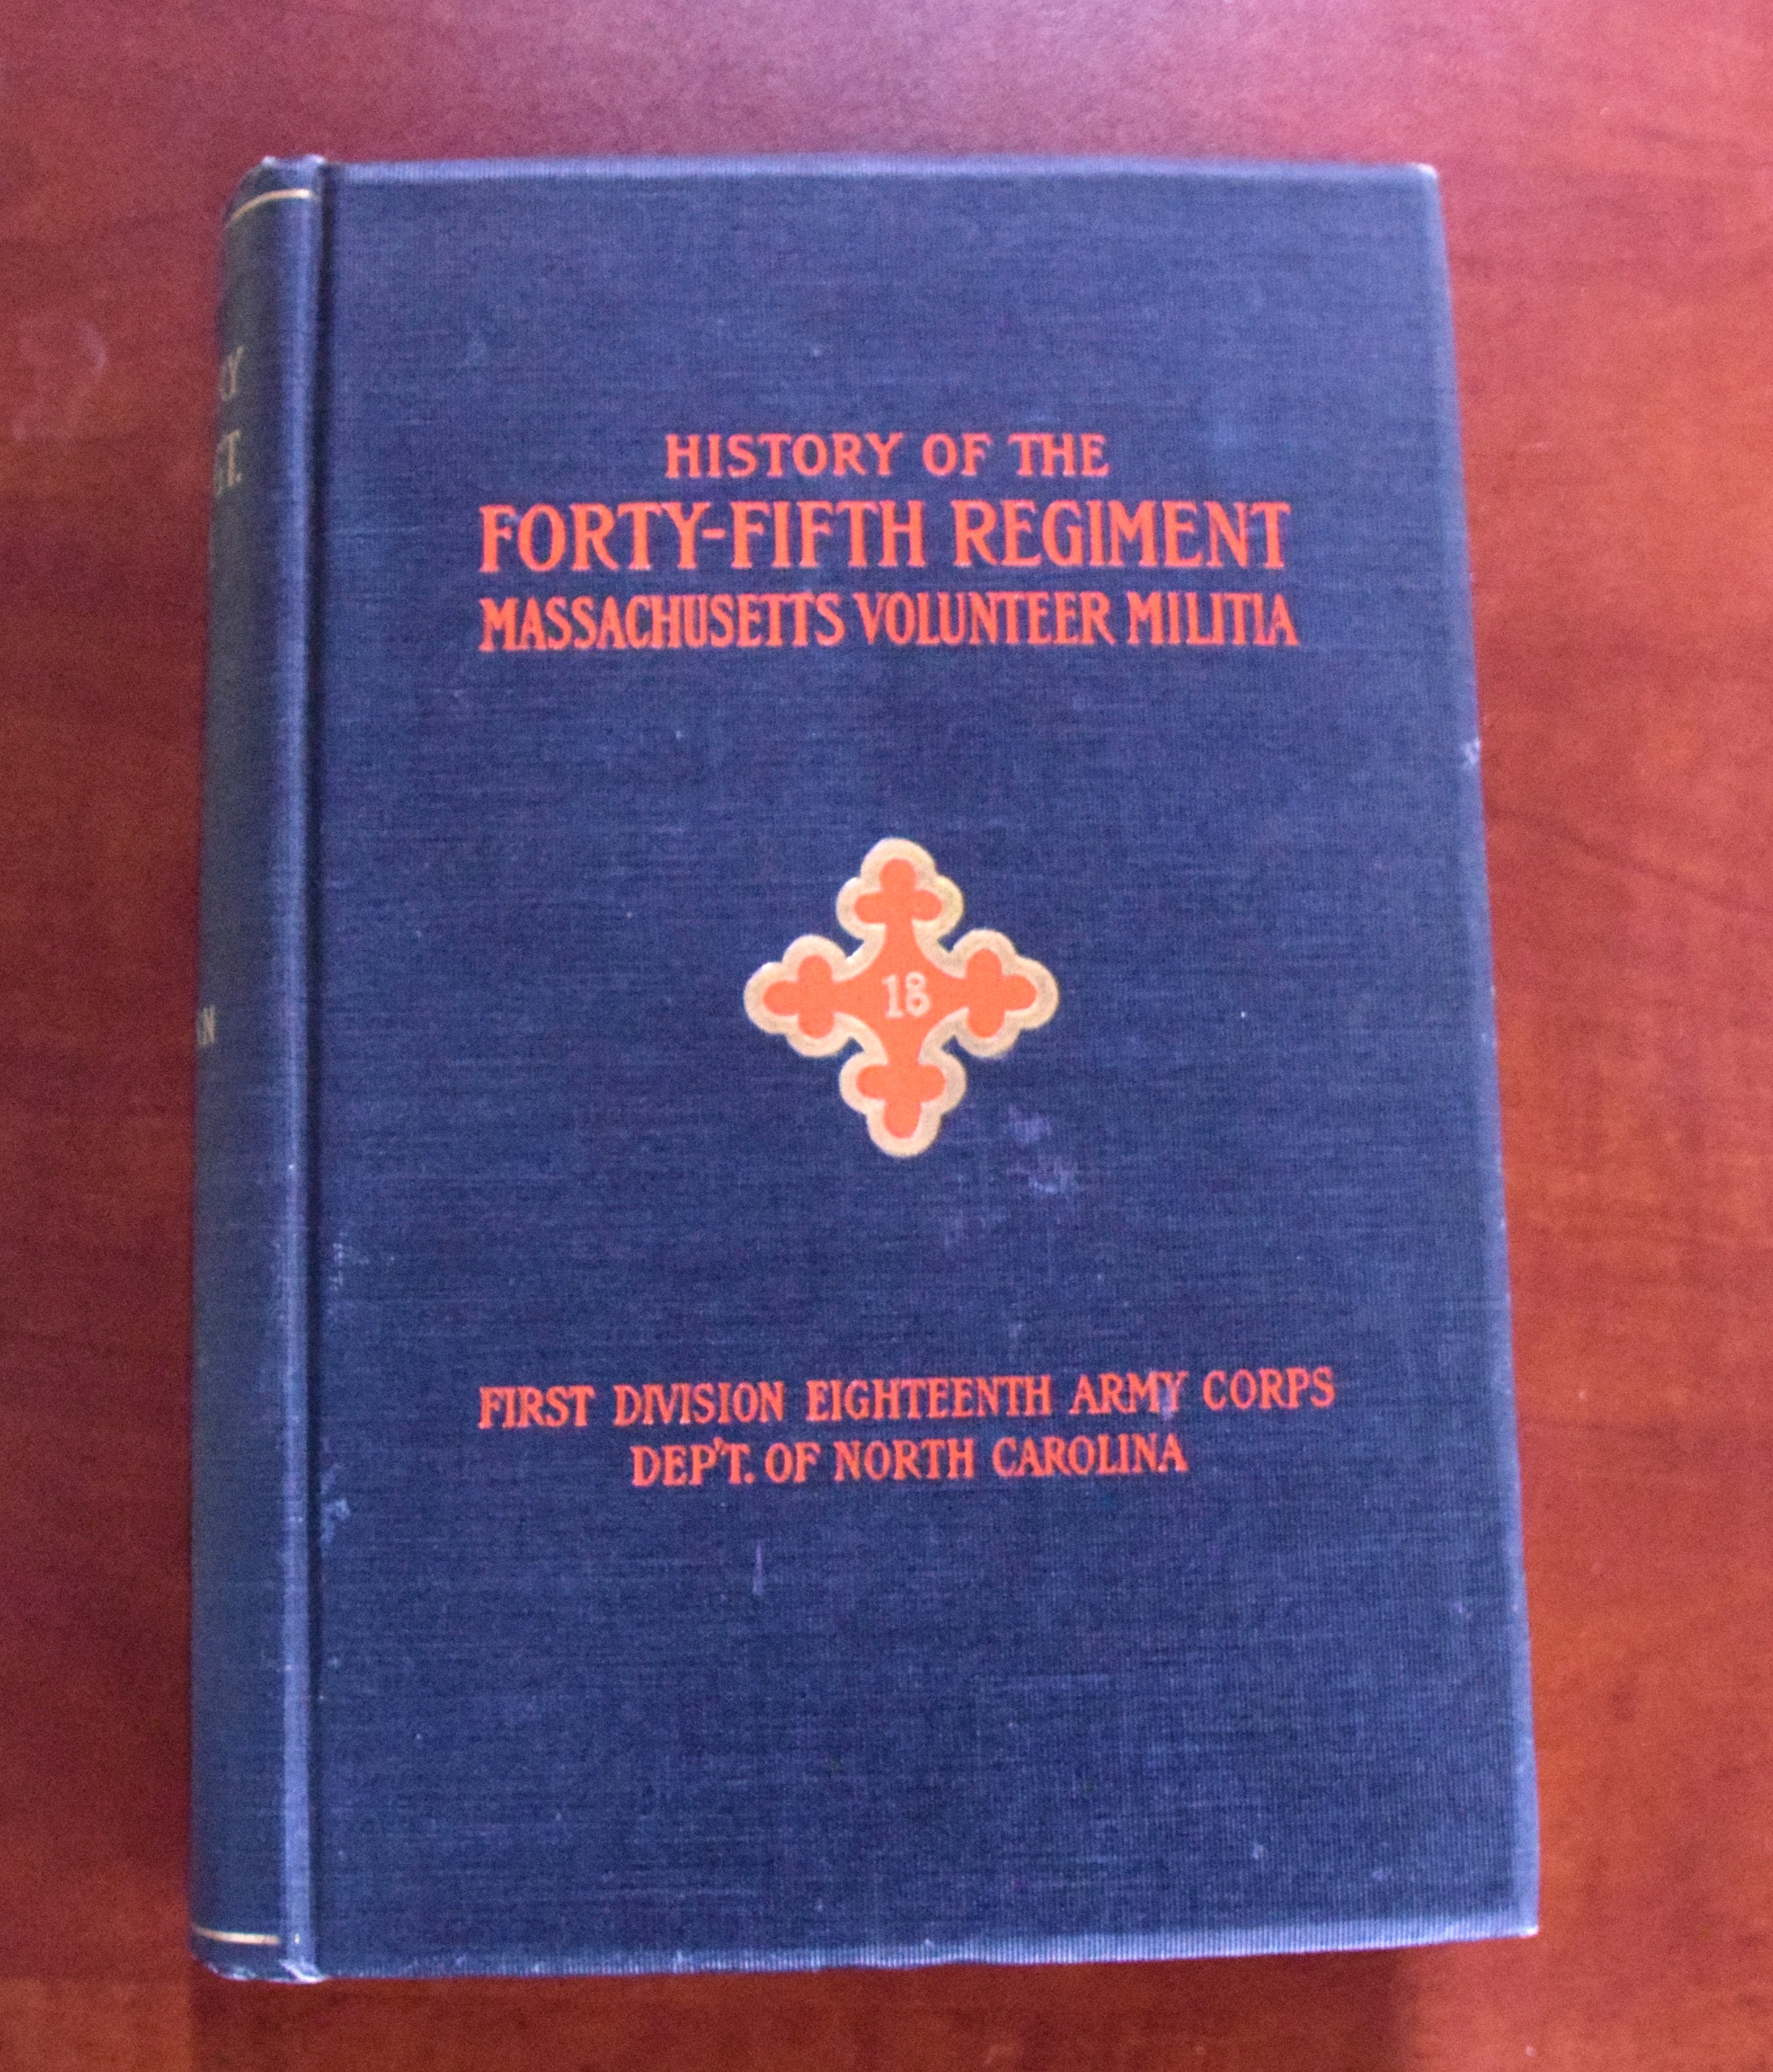 HISTORY OF THE
FORTY-FIFTH REGIMENT
MASSACHUSETTS VOLUNTEER MILITIA
18
FIRST DIVISION EIGHTEENTH ARMY CORPS
DEP'T. OF NORTH CAROLINA